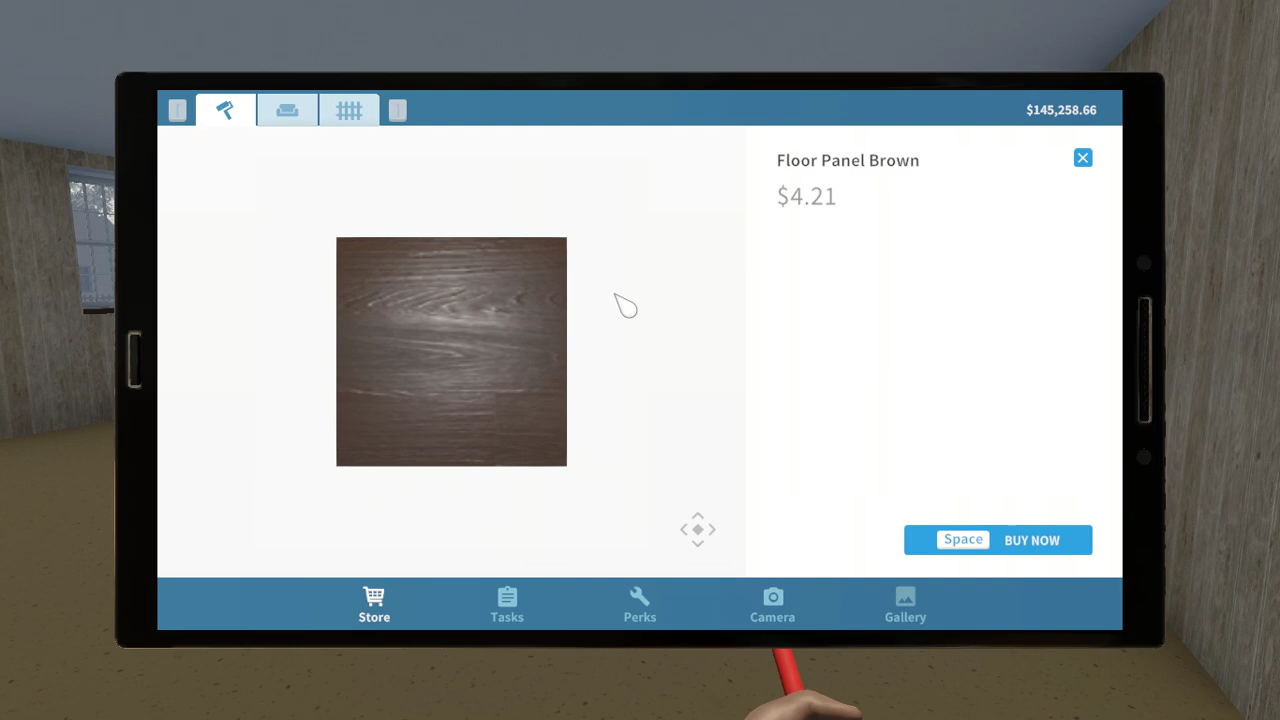 $145,258.66
Floor Panel Brown
$4.21
Space BUY NOW
Store Tasks Perks Camera Gallery